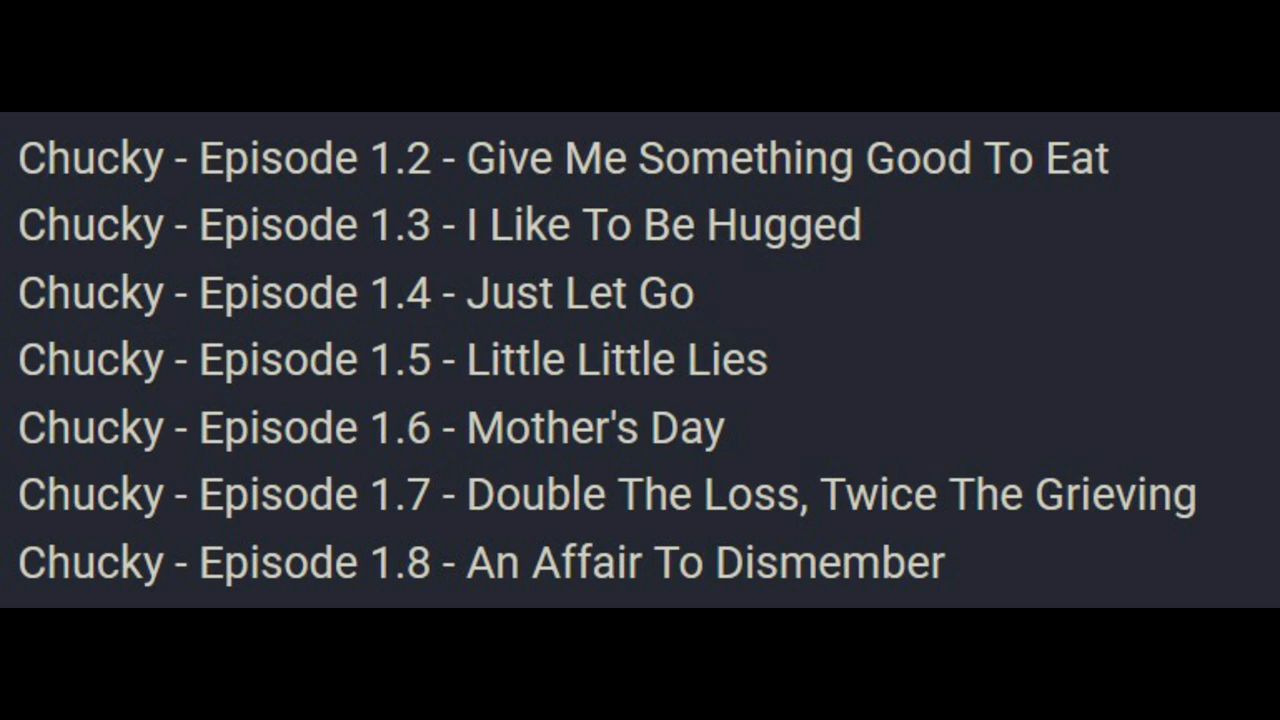 Chucky - Episode 1.2 - Give Me Something Good To Eat
Chucky - Episode 1.3 - I Like To Be Hugged
Chucky - Episode 1.4 - Just Let Go
Chucky - Episode 1.5 - Little Little Lies
Chucky - Episode 1.6 - Mother's Day
Chucky - Episode 1.7 - Double The Loss, Twice The Grieving
Chucky - Episode 1.8 - An Affair To Dismember